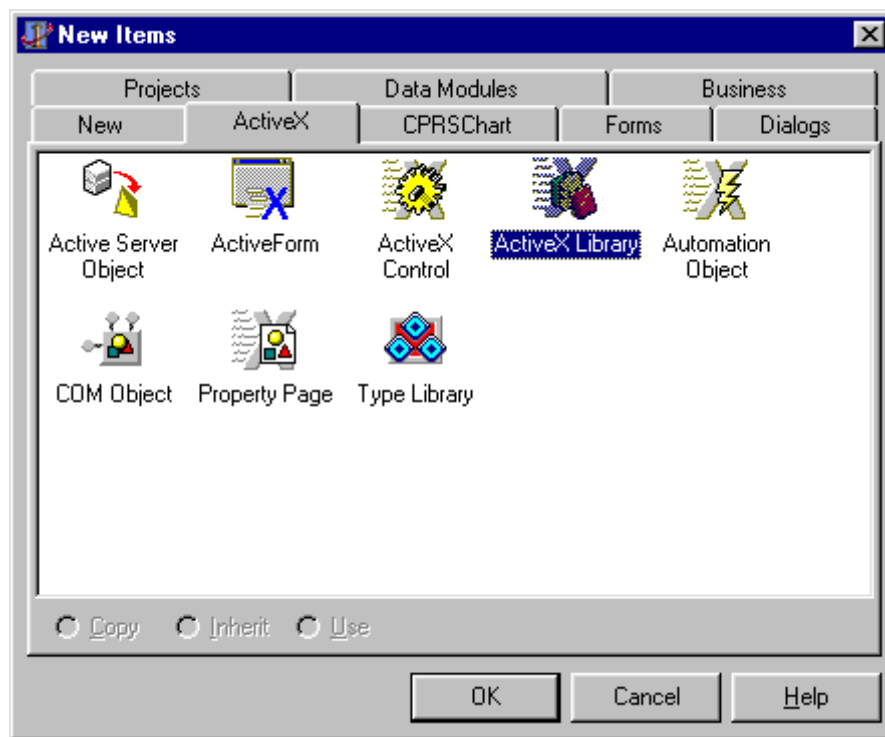 New Items
Projects Data Modules Business
New ActiveX CPRSChart Forms Dialogs
Active Server ActiveForm ActiveX ActiveX Library Automation
Object Control Object
COM Object Property Page Type Library
Copy Inherit Use
OK Cancel Help